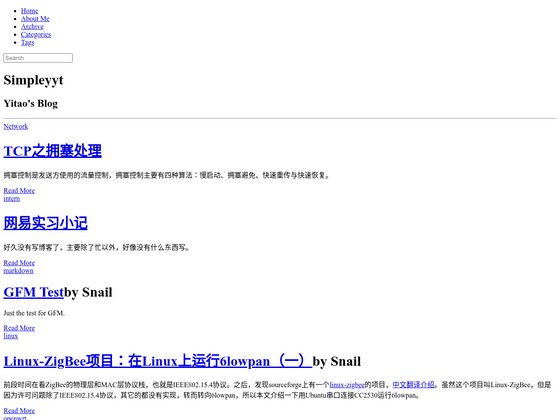 Home
About Me
Archive
Categories
Tags
Search
Simpleyyt
Yitao's Blog
Network
TCP之拥塞处理
拥塞控制是发送方使用的流量控制，拥塞控制主要有四种算法：慢启动、拥塞避免、快速重传与快速恢复。
Read More
intern
网易实习小记
好久没有写博客了，主要除了忙以外，好像没有什么东西写。
Read More
markdown
GFM Testby Snail
Just the test for GFM.
Read More
linux
Linux-ZigBee项目：在Linux上运行6lowpan（一）by Snail
前段时间在看ZigBee的物理层和MAC层协议栈，也就是IEEE802.15.4协议。之后，发现sourceforge上有一个linux-zigbee的项目，中文翻译介绍。虽然这个项目叫Linux-ZigBee，但是
因为许可问题除了IEEE802.15.4协议，其它的都没有实现，转而转向6lowpan，所以本文介绍一下用Ubuntu串口连接CC2530运行6lowpan。
Read More
openwrt